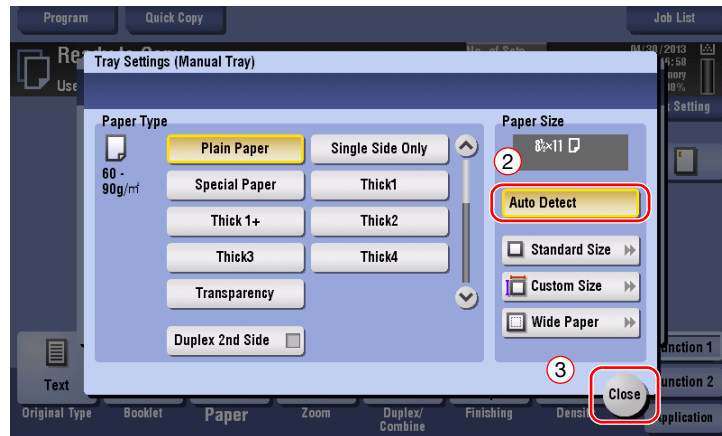 Program
Quick Copy
Job List
Tray Settings (Manual Tray)
Paper Type
60 -
90g/㎡
Plain Paper
Single Side Only
Special Paper
Thick1
Thick 1+
Thick2
Thick3
Thick4
Transparency
Duplex 2nd Side
Paper Size
8½×11
2
Auto Detect
Standard Size
Custom Size
Wide Paper
3
Close
Text
Original Type
Booklet
Paper
Zoom
Duplex/
Combine
Finishing
04/30/2013
Setting
Application